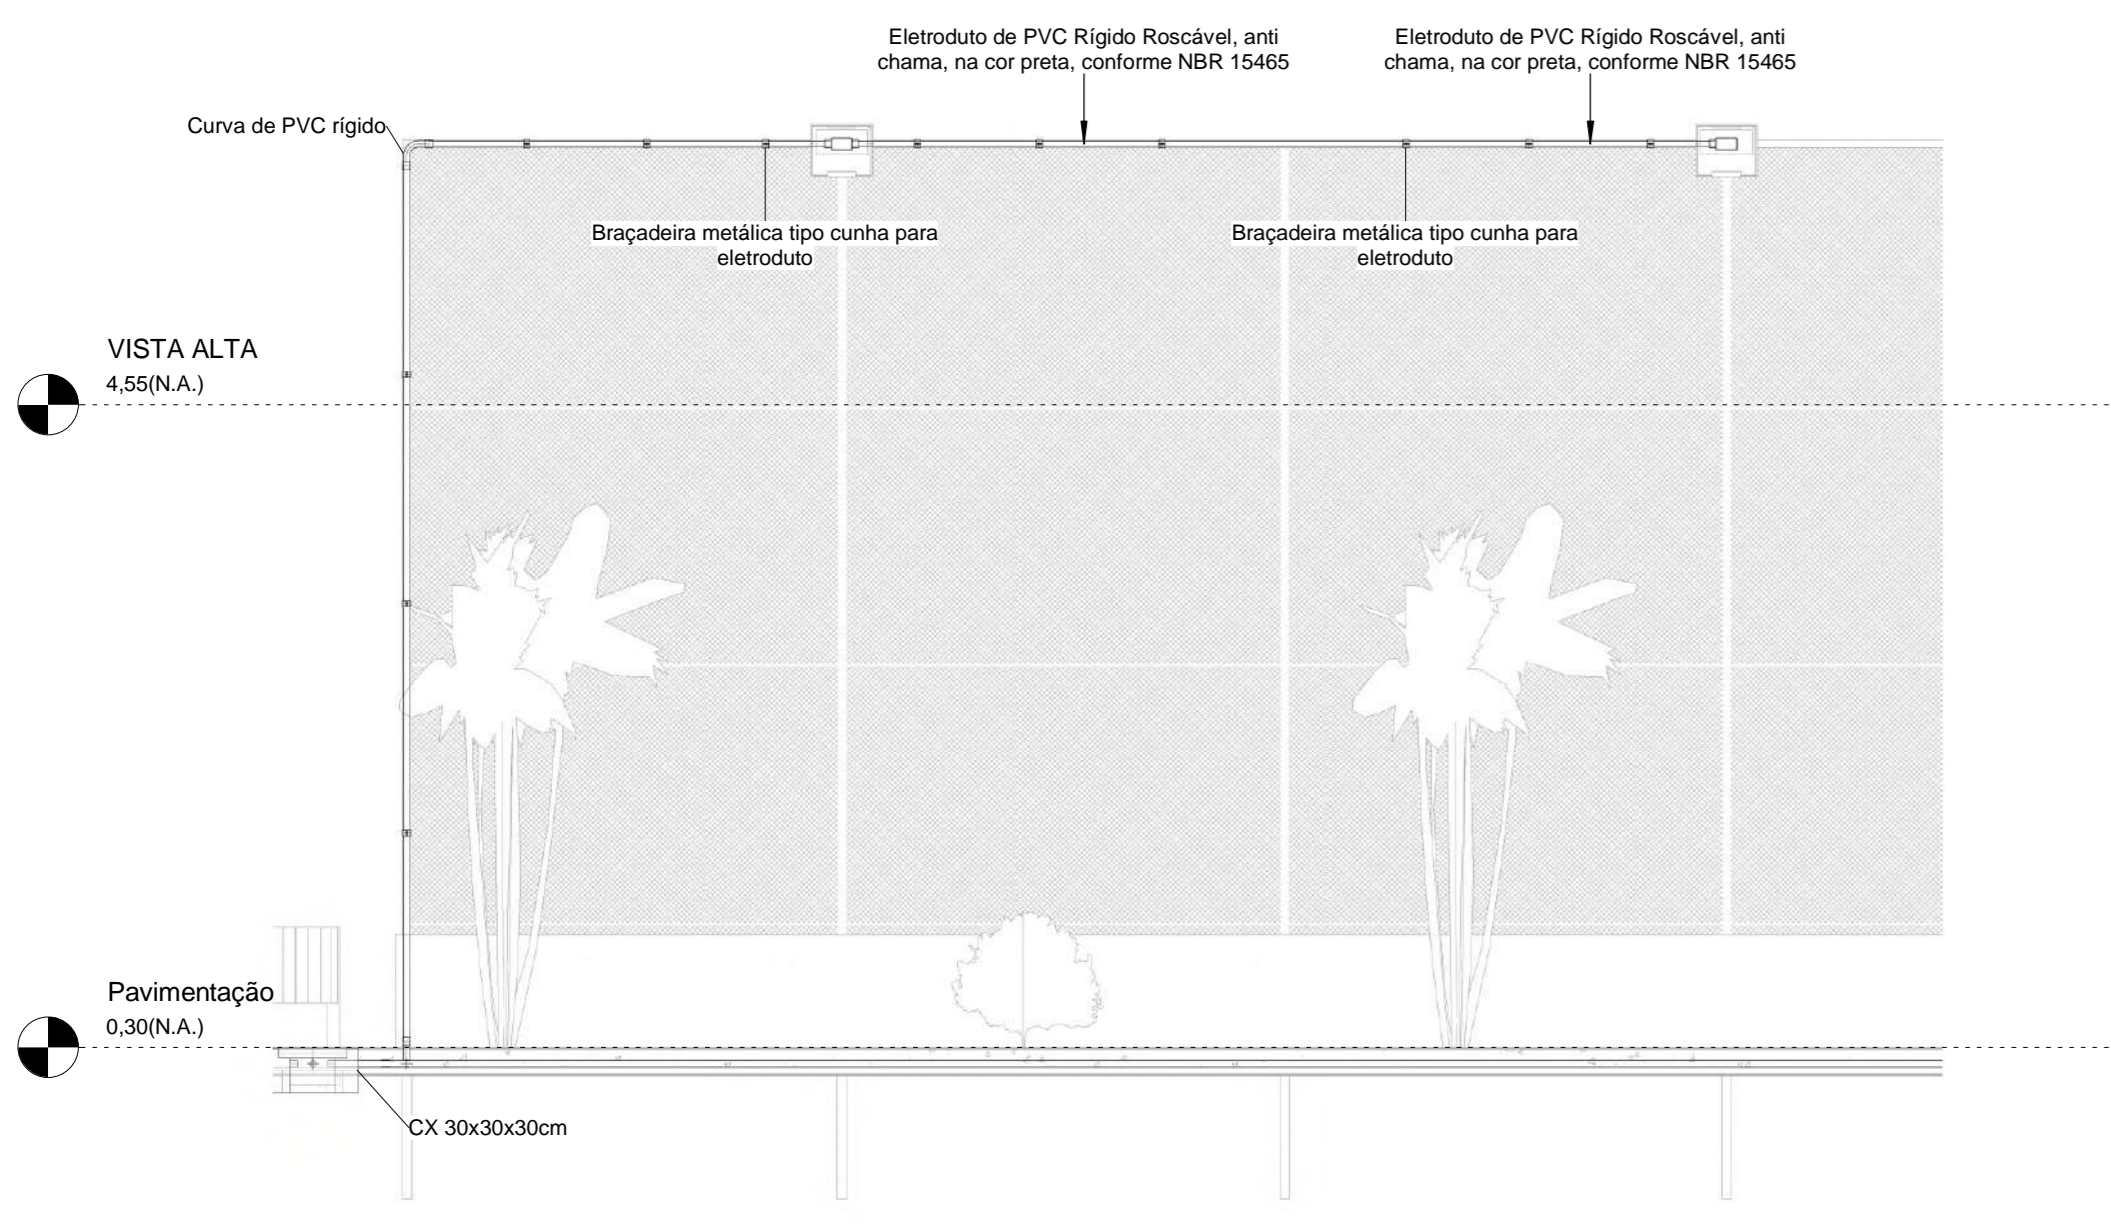 Eletroduto de PVC Rígido Roscável, anti
chama, na cor preta, conforme NBR 15465
Eletroduto de PVC Rígido Roscável, anti
chama, na cor preta, conforme NBR 15465
Curva de PVC rígido
Braçadeira metálica tipo cunha para
eletroduto
Braçadeira metálica tipo cunha para
eletroduto
VISTA ALTA
4,55(N.A.)
Pavimentação
0,30(N.A.)
CX 30x30x30cm